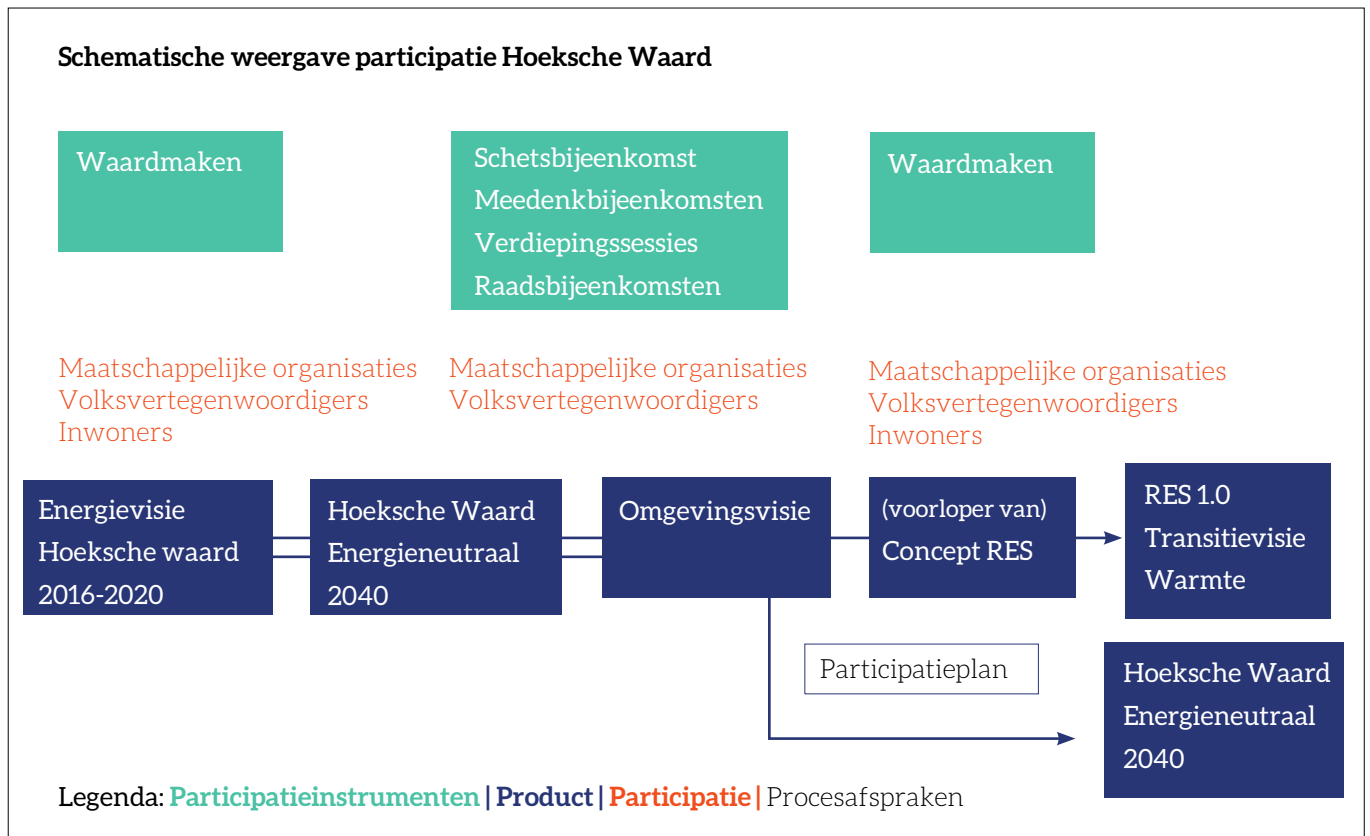 Schematische weergave participatie Hoeksche Waard
Waardmaken
Schetsbijeenkomst
Meedenkbijeenkomsten
Verdiepingssessies
Raadsbijeenkomsten
Waardmaken
Maatschappelijke organisaties
Volksvertegenwoordigers
Inwoners
Maatschappelijke organisaties
Volksvertegenwoordigers
Maatschappelijke organisaties
Volksvertegenwoordigers
Inwoners
Energievisie
Hoeksche waard
2016-2020
Hoeksche Waard
Energieneutraal
2040
Omgevingsvisie
(voorloper van)
Concept RES
RES 1.0
Transitievisie
Warmte
Participatieplan
Hoeksche Waard
Energieneutraal
2040
Legenda: Participatieinstrumenten | Product | Participatie | Procesafspraken